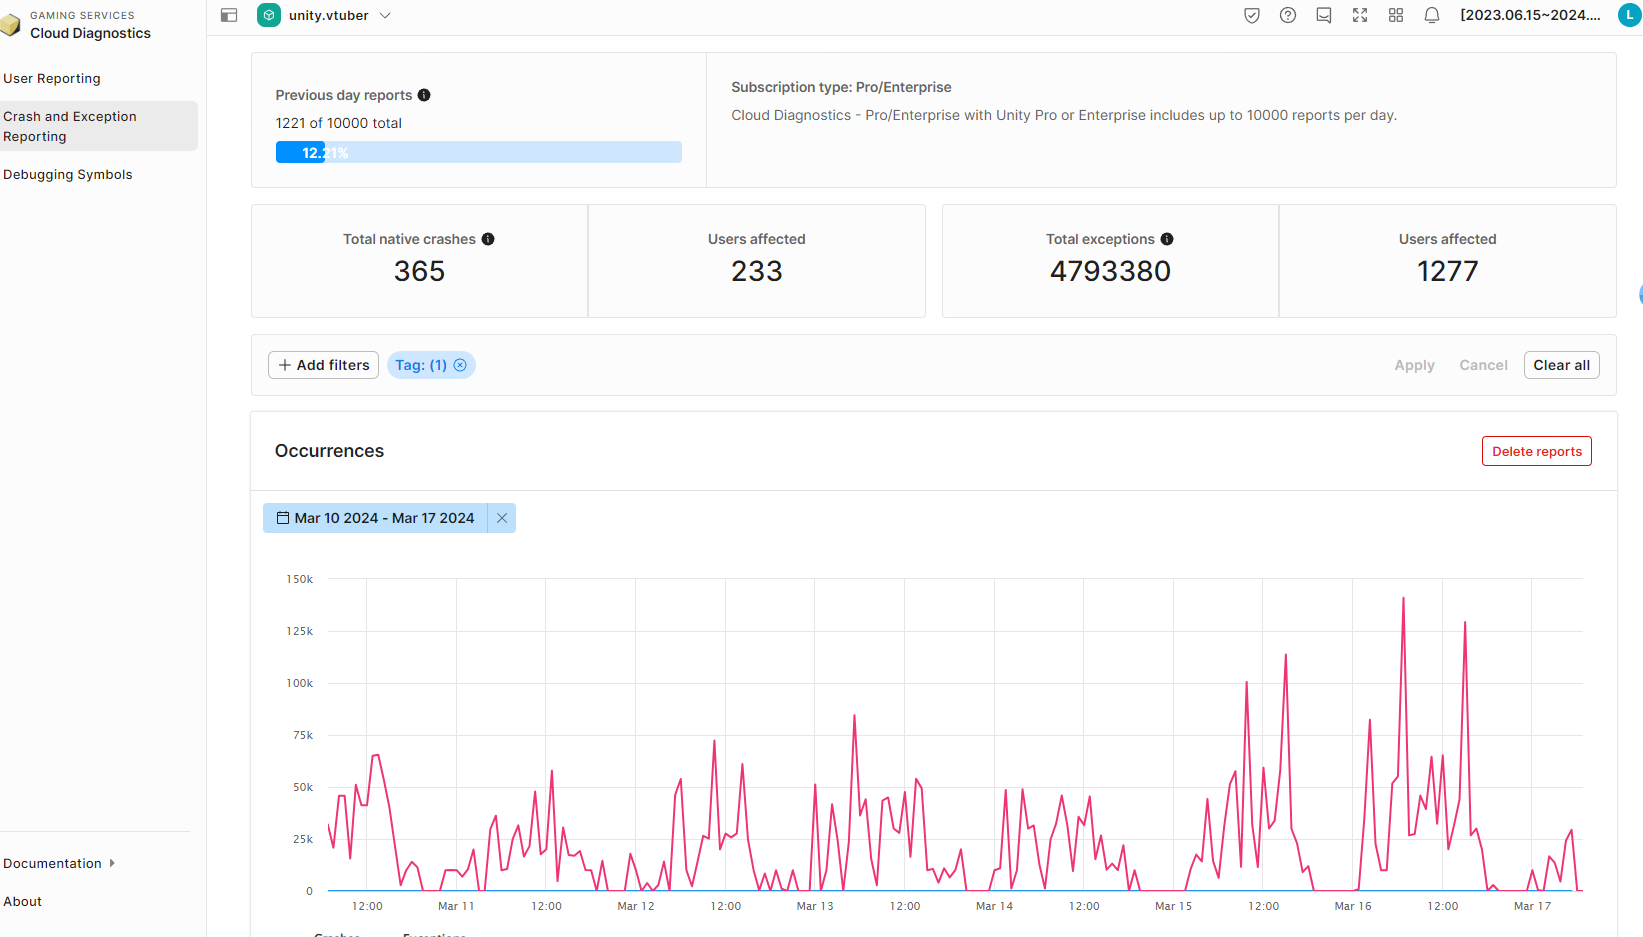 GAMING SERVICES
Cloud Diagnostics
User Reporting
Crash and Exception
Reporting
Debugging Symbols
Documentation
About
unity.vtuber
[2023.06.15~2024....
L
Previous day reports
1221 of 10000 total
12.21%
Subscription type: Pro/Enterprise
Cloud Diagnostics - Pro/Enterprise with Unity Pro or Enterprise includes up to 10000 reports per day.
Total native crashes
365
Users affected
233
Total exceptions
4793380
Users affected
1277
Add filters
Tag: (1)
Apply
Cancel
Clear all
Occurrences
Delete reports
Mar 10 2024 - Mar 17 2024
150k
125k
100k
75k
50k
25k
0
12:00 Mar 11 12:00 Mar 12 12:00 Mar 13 12:00 Mar 14 12:00 Mar 15 12:00 Mar 16 12:00 Mar 17
Crashes Exceptions